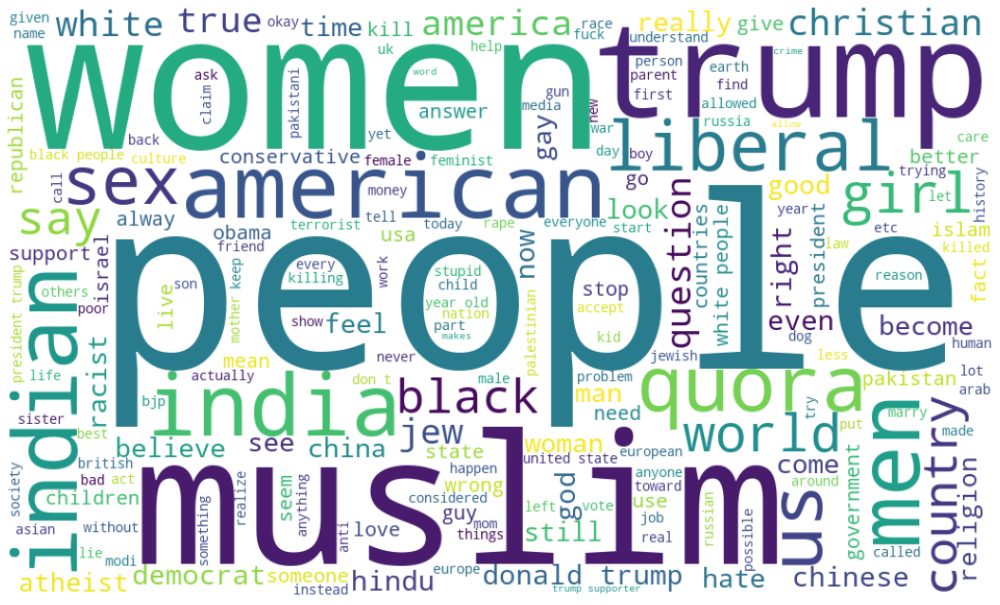 given name
white
true
okay
time
kill
america
race
fuck
really
give
christian
uk
help
understand
women
trump
ask
word
claim
pakistani
answer
media
gun
new
person
parent
first
earth
find
allowed
russia
crime
allow
republican
back
yet
war
day
boy
gay
care
black people
culture
conservative
female
feminist
liberal
better
call
sex
money
go
trying
american
look
good
girl
let
history
say
alway
tell
today
rape
everyone
start
year
etc
islam
obama
usa
terrorist
now
question
countries
white people
right
president
law
killed
support
israel
friend
every
killing
stupid
child
stop
people
reason
fact
others
son
keep
work
year old
nation
accept
even
become
poor
live
mother
show
feel
part
makes
palestinian
kid
dog
less
human
president trump
indian
racist
mean
never
jewish
life
actually
don t
male
problem
man
quora
pakistan
lot
arab
sister
bjp
india
black
need
try
put
marry
made
best
believe
see
china
jew
state
woman
world
men
country
religion
european
united state
british
bad
act
happen
wrong
anyone
toward
come
around
government
society
children
something
realize
seem
anything
considered
guy
mom
things
left
god
vote
use
russian
us
asian
without
muslim
anti
love
still
job
real
possible
called
lie
modi
atheist
democrat
someone
instead
hindu
europe
donald trump
trump supporter
hate
chinese